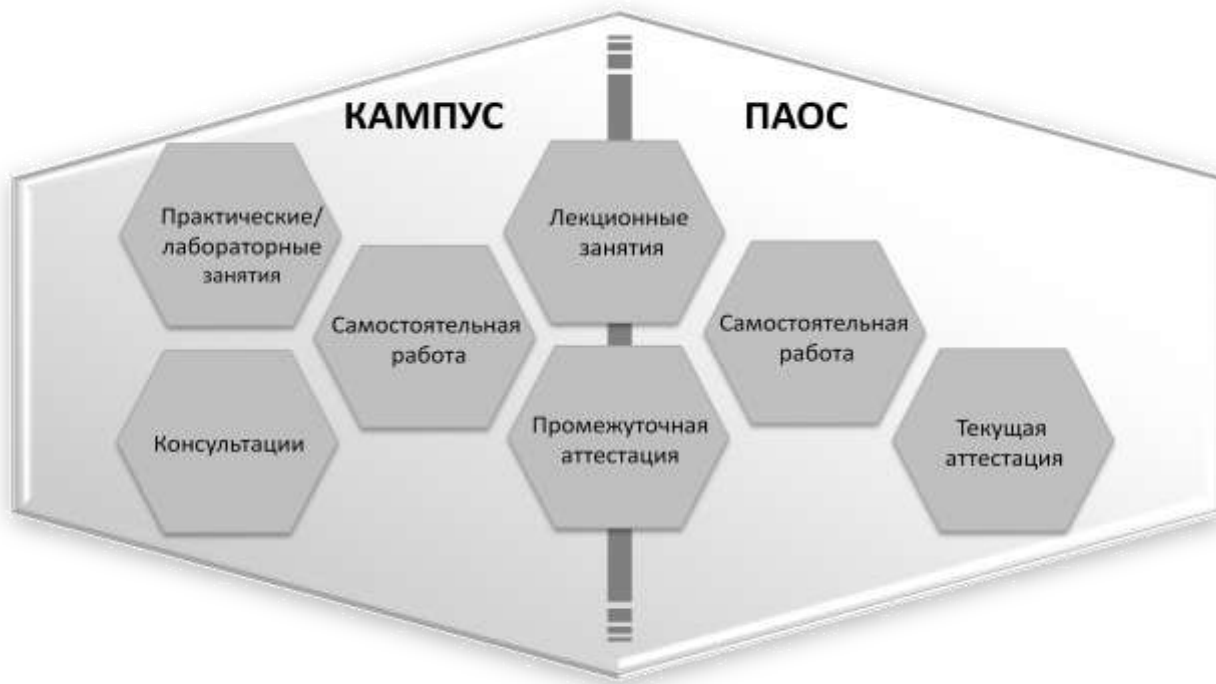 КАМПУС
ПАОС
Практические/
лабораторные
занятия
Лекционные
занятия
Самостоятельная
работа
Самостоятельная
работа
Консультации
Промежуточная
аттестация
Текущая
аттестация